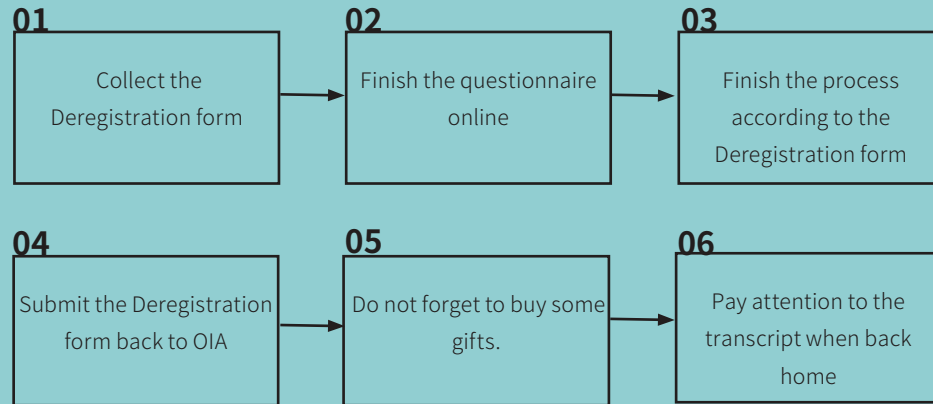 01
Collect the
Deregistration form
02
Finish the questionnaire
online
03
Finish the process
according to the
Deregistration form
04
Submit the Deregistration
form back to OIA
05
Do not forget to buy some
gifts.
06
Pay attention to the
transcript when back
home